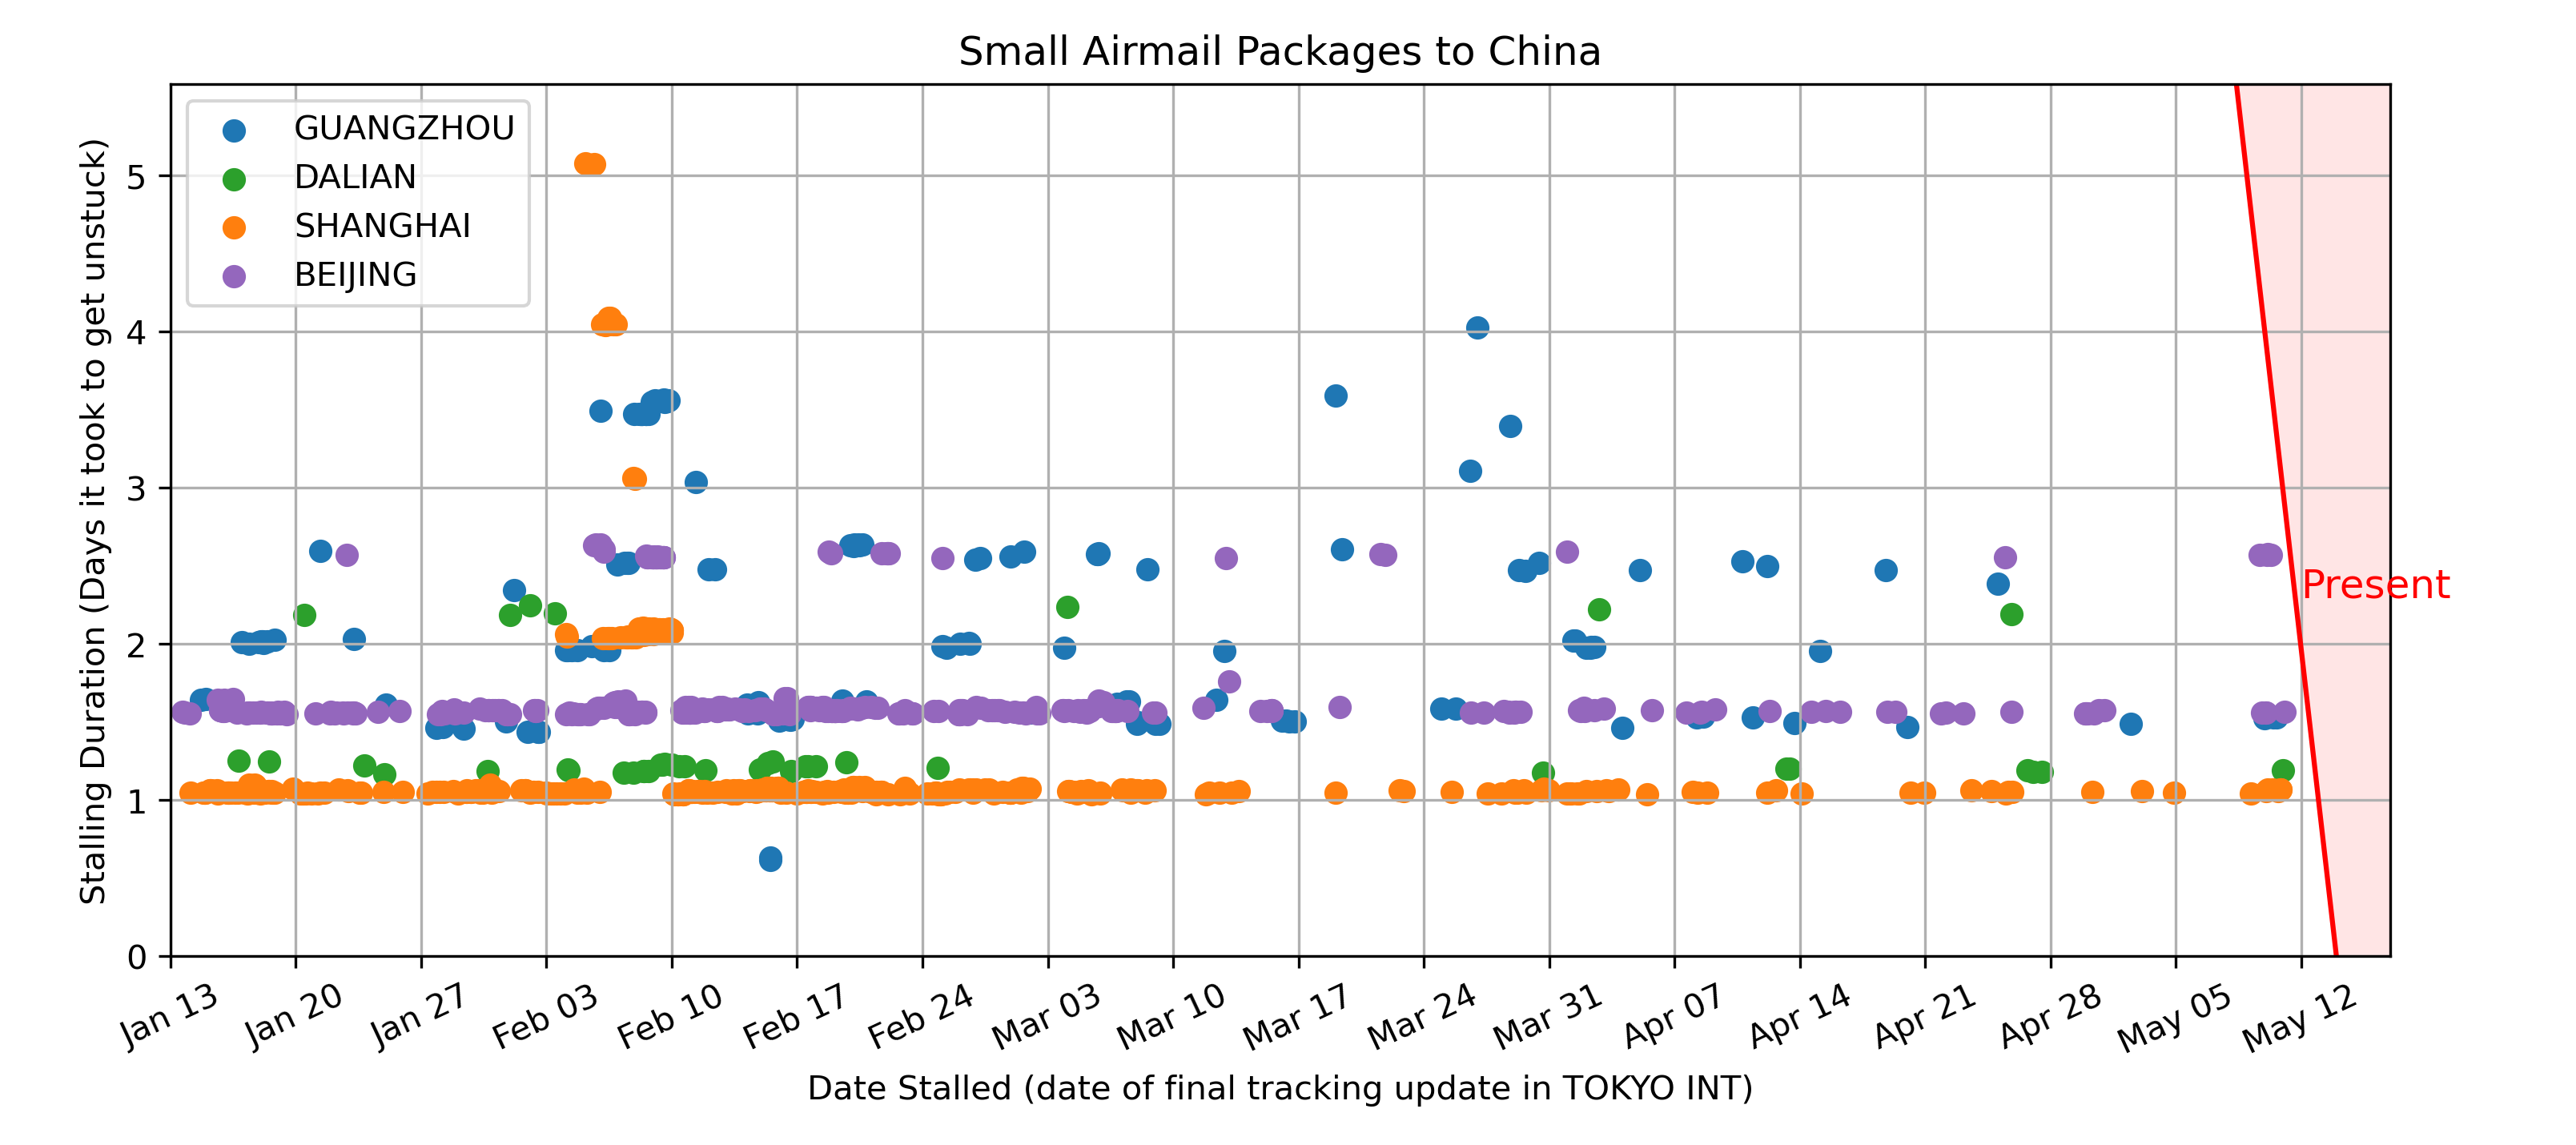 Small Airmail Packages to China
GUANGZHOU
DALIAN
SHANGHAI
BEIJING
Stalling Duration (Days it took to get unstuck)
5
4
3
2
1
0
Present
Jan 13
Jan 20
Jan 27
Feb 03
Feb 10
Feb 17
Feb 24
Mar 03
Mar 10
Mar 17
Mar 24
Mar 31
Apr 07
Apr 14
Apr 21
Apr 28
May 05
May 12
Date Stalled (date of final tracking update in TOKYO INT)